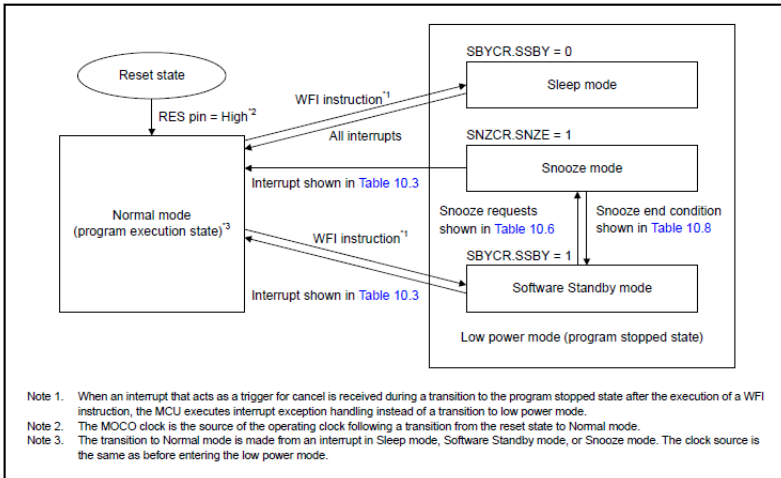 Reset state
RES pin = High*2
SBYCR.SSBY = 0
Sleep mode
WFI instruction*1
All interrupts
SNZCR.SNZE = 1
Snooze mode
Interrupt shown in Table 10.3
Normal mode
(program execution state)*3
Snooze requests
shown in Table 10.6
Snooze end condition
shown in Table 10.8
WFI instruction*1
SBYCR.SSBY = 1
Software Standby mode
Interrupt shown in Table 10.3
Low power mode (program stopped state)
Note 1. When an interrupt that acts as a trigger for cancel is received during a transition to the program stopped state after the execution of a WFI
instruction, the MCU executes interrupt exception handling instead of a transition to low power mode.
Note 2. The MOCO clock is the source of the operating clock following a transition from the reset state to Normal mode.
Note 3. The transition to Normal mode is made from an interrupt in Sleep mode, Software Standby mode, or Snooze mode. The clock source is
the same as before entering the low power mode.